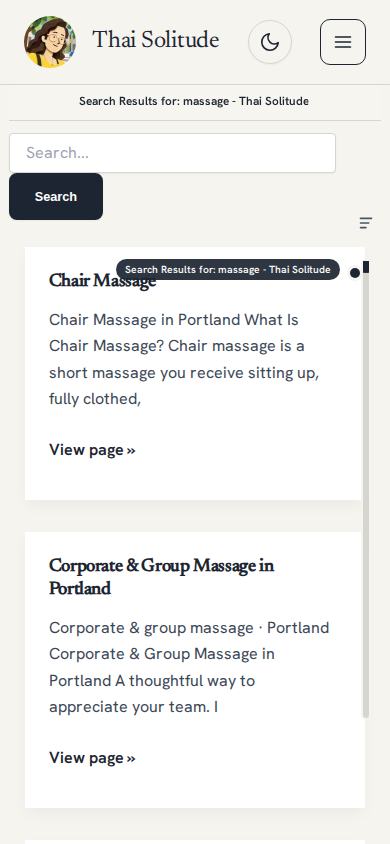 Thai Solitude
Search Results for: massage - Thai Solitude
Search...
Search
Search Results for: massage - Thai Solitude
Chair Massage
Chair Massage in Portland What Is
Chair Massage? Chair massage is a
short massage you receive sitting up,
fully clothed,
View page »
Corporate & Group Massage in
Portland
Corporate & group massage · Portland
Corporate & Group Massage in
Portland A thoughtful way to
appreciate your team. I
View page »